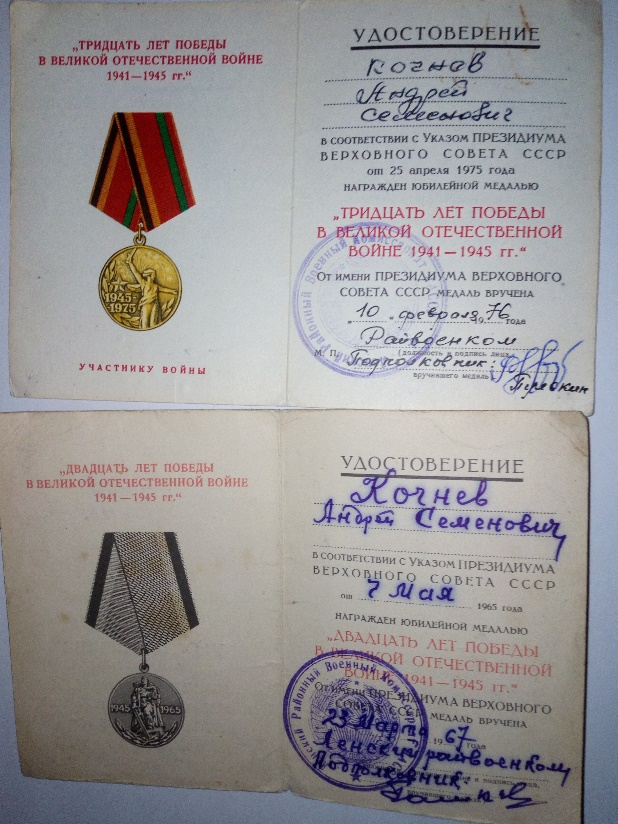 „ТРИДЦАТЬ ЛЕТ ПОБЕДЫ
В ВЕЛИКОЙ ОТЕЧЕСТВЕННОЙ ВОЙНЕ
1941—1945 гг.“
1945-
1975
УЧАСТНИКУ ВОЙНЫ
УДОСТОВЕРЕНИЕ
Кочнев
Андрей
Семенович
В СООТВЕТСТВИИ С УКАЗОМ ПРЕЗИДИУМА
ВЕРХОВНОГО СОВЕТА СССР
от 25 апреля 1975 года
НАГРАЖДЕН ЮБИЛЕЙНОЙ МЕДАЛЬЮ
„ТРИДЦАТЬ ЛЕТ ПОБЕДЫ
В ВЕЛИКОЙ ОТЕЧЕСТВЕННОЙ
ВОЙНЕ 1941—1945 гг.“
ОТ ИМЕНИ ПРЕЗИДИУМА ВЕРХОВНОГО
СОВЕТА СССР МЕДАЛЬ ВРУЧЕНА
„10 „ февраля 1976 года
Райвоенком
(должность и подпись лица,
М. П. Подполковник:
вручившего медаль)
Районный Военный Комиссариат
„ДВАДЦАТЬ ЛЕТ ПОБЕДЫ
В ВЕЛИКОЙ ОТЕЧЕСТВЕННОЙ ВОЙНЕ
1941—1945 гг.“
1945 1965
УДОСТОВЕРЕНИЕ
Кочнев
Андрей Семенович
В СООТВЕТСТВИИ С УКАЗОМ ПРЕЗИДИУМА
ВЕРХОВНОГО СОВЕТА СССР
от 7 Мая 1965 года
НАГРАЖДЕН ЮБИЛЕЙНОЙ МЕДАЛЬЮ
„ДВАДЦАТЬ ЛЕТ ПОБЕДЫ
В ВЕЛИКОЙ ОТЕЧЕСТВЕННОЙ
ВОЙНЕ 1941—1945 гг.“
ОТ ИМЕНИ ПРЕЗИДИУМА ВЕРХОВНОГО
СОВЕТА СССР МЕДАЛЬ ВРУЧЕНА
23 Марта 1967 года
Ленский райвоенком
Подполковник:
Районный Военный Комиссариат